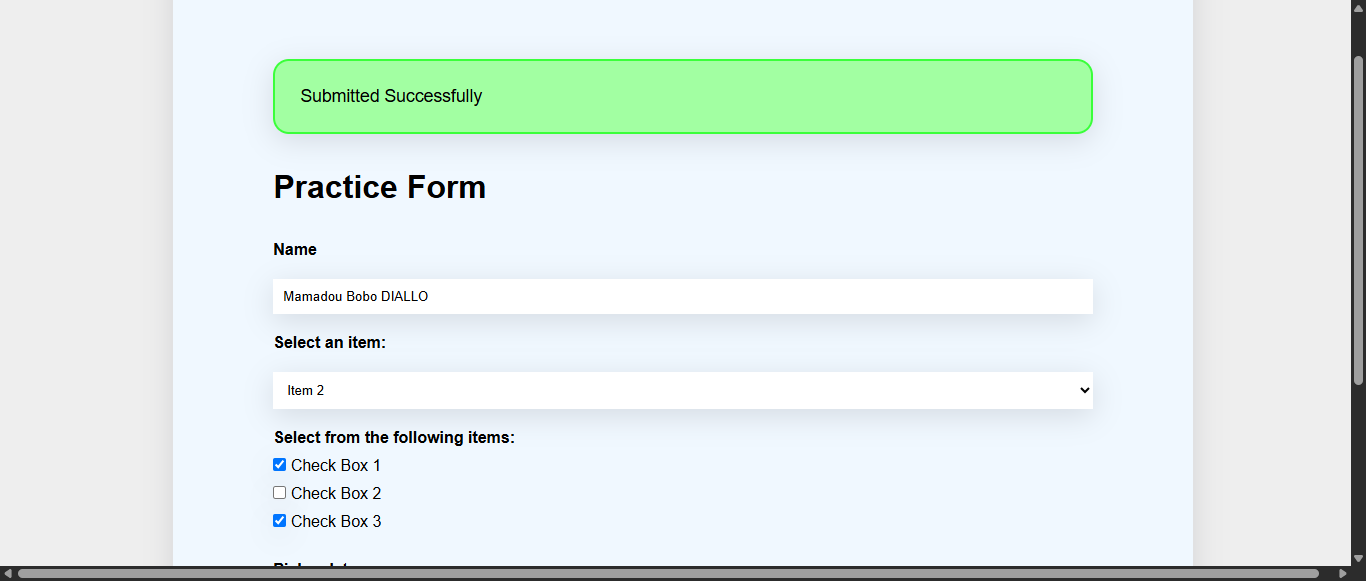 Submitted Successfully
Practice Form
Name
Mamadou Bobo DIALLO
Select an item:
Item 2
Select from the following items:
Check Box 1
Check Box 2
Check Box 3